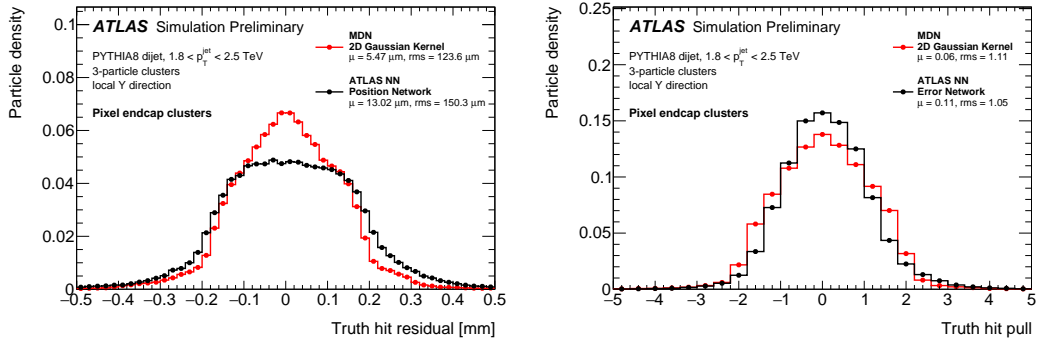 ATLAS Simulation Preliminary
PYTHIA8 dijet, 1.8 < p_T^jet < 2.5 TeV
3-particle clusters
local Y direction
Pixel endcap clusters
MDN
2D Gaussian Kernel
μ = 5.47 μm, rms = 123.6 μm
ATLAS NN
Position Network
μ = 13.02 μm, rms = 150.3 μm
Particle density
0.1
0.08
0.06
0.04
0.02
0
−0.5 −0.4 −0.3 −0.2 −0.1 0 0.1 0.2 0.3 0.4 0.5
Truth hit residual [mm]
ATLAS Simulation Preliminary
PYTHIA8 dijet, 1.8 < p_T^jet < 2.5 TeV
3-particle clusters
local Y direction
Pixel endcap clusters
MDN
2D Gaussian Kernel
μ = 0.06, rms = 1.11
ATLAS NN
Error Network
μ = 0.11, rms = 1.05
Particle density
0.25
0.2
0.15
0.1
0.05
0
−5 −4 −3 −2 −1 0 1 2 3 4 5
Truth hit pull